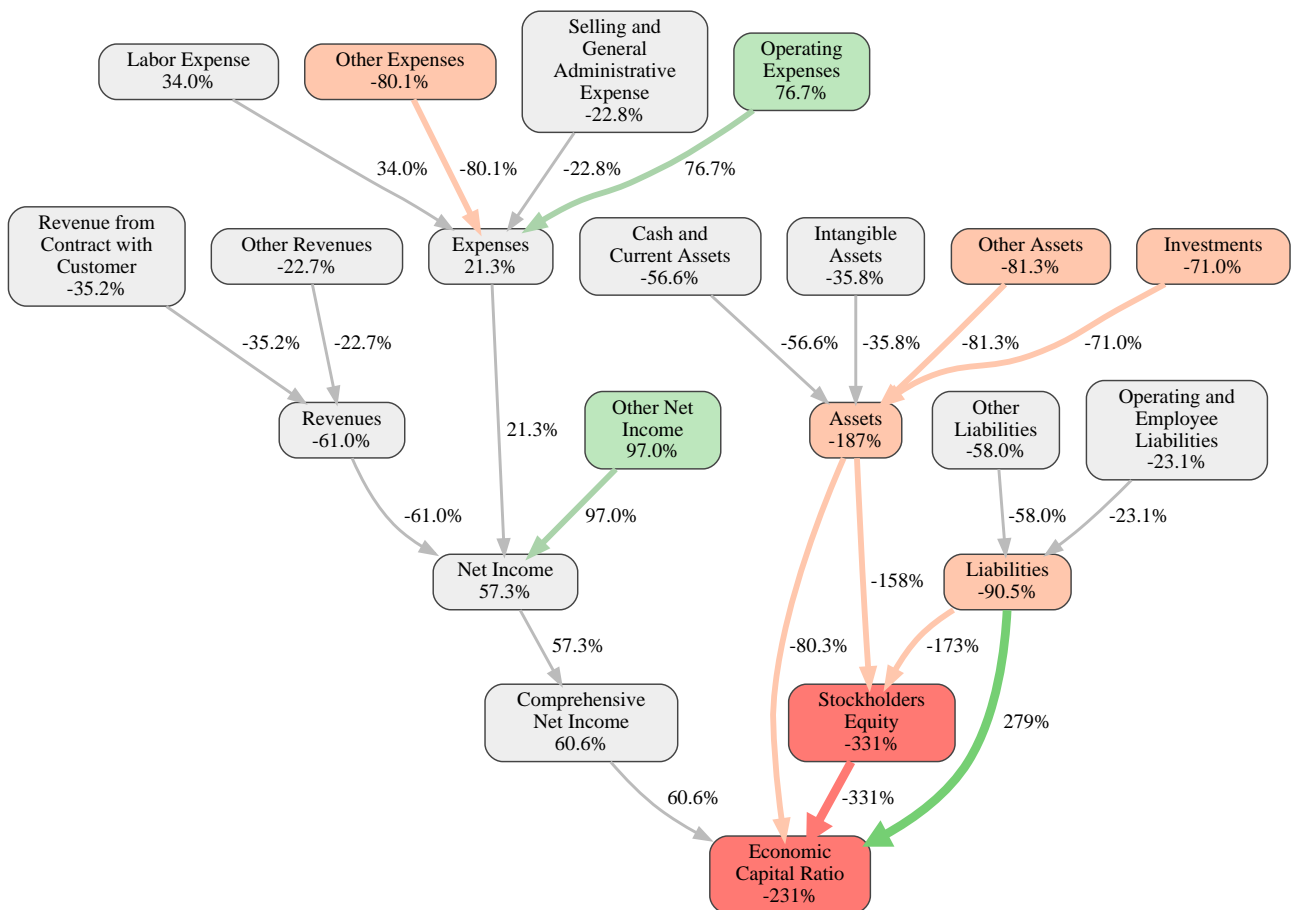 Labor Expense
34.0%
Other Expenses
-80.1%
Selling and
General
Administrative
Expense
-22.8%
Operating
Expenses
76.7%
34.0%
-80.1%
-22.8%
76.7%
Revenue from
Contract with
Customer
-35.2%
Other Revenues
-22.7%
Expenses
21.3%
Cash and
Current Assets
-56.6%
Intangible
Assets
-35.8%
Other Assets
-81.3%
Investments
-71.0%
-35.2%
-22.7%
-56.6%
-35.8%
-81.3%
-71.0%
Revenues
-61.0%
21.3%
Other Net
Income
97.0%
Assets
-187%
Other
Liabilities
-58.0%
Operating and
Employee
Liabilities
-23.1%
-61.0%
97.0%
-58.0%
-23.1%
Net Income
57.3%
-158%
Liabilities
-90.5%
57.3%
-80.3%
-173%
Comprehensive
Net Income
60.6%
Stockholders
Equity
-331%
279%
60.6%
-331%
Economic
Capital Ratio
-231%